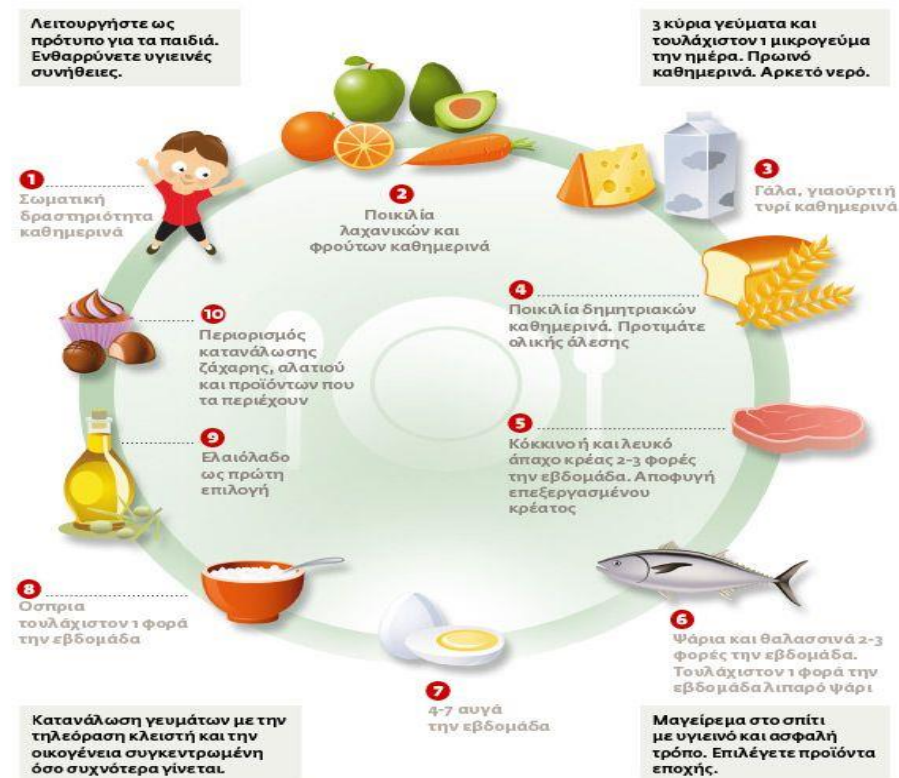 Λειτουργήστε ως
πρότυπο για τα παιδιά.
Ενθαρρύνετε υγιεινές
συνήθειες.
3 κύρια γεύματα και
τουλάχιστον 1 μικρογεύμα
την ημέρα. Πρωινό
καθημερινά. Αρκετό νερό.
1
Σωματική
δραστηριότητα
καθημερινά
2
Ποικιλία
λαχανικών και
φρούτων καθημερινά
3
Γάλα, γιαούρτι ή
τυρί καθημερινά
4
Ποικιλία δημητριακών
καθημερινά. Προτιμάτε
ολικής άλεσης
5
Κόκκινο ή και λευκό
άπαχο κρέας 2-3 φορές
την εβδομάδα. Αποφυγή
επεξεργασμένου
κρέατος
6
Ψάρια και θαλασσινά 2-3
φορές την εβδομάδα.
Τουλάχιστον 1 φορά την
εβδομάδα λιπαρό ψάρι
7
4-7 αυγά
την εβδομάδα
8
Οσπρια
τουλάχιστον 1 φορά
την εβδομάδα
9
Ελαιόλαδο
ως πρώτη
επιλογή
10
Περιορισμός
κατανάλωσης
ζάχαρης, αλατιού
και προϊόντων που
τα περιέχουν
Κατανάλωση γευμάτων με την
τηλεόραση κλειστή και την
οικογένεια συγκεντρωμένη
όσο συχνότερα γίνεται.
Μαγείρεμα στο σπίτι
με υγιεινό και ασφαλή
τρόπο. Επιλέγετε προϊόντα
εποχής.